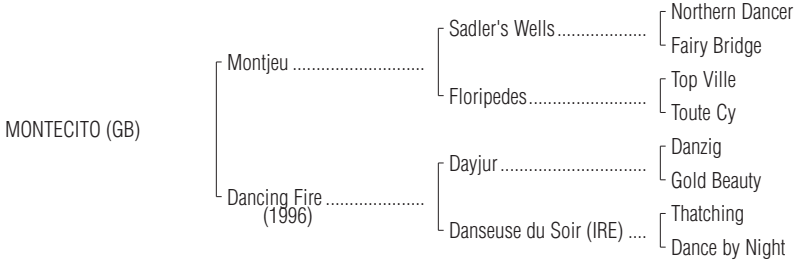 Northern Dancer
Sadler's Wells...................
Fairy Bridge
Montjeu ............................
Top Ville
Floripedes.........................
Toute Cy
MONTECITO (GB)
Danzig
Dayjur...............................
Gold Beauty
Dancing Fire .....................
(1996)
Thatching
Danseuse du Soir (IRE) ....
Dance by Night